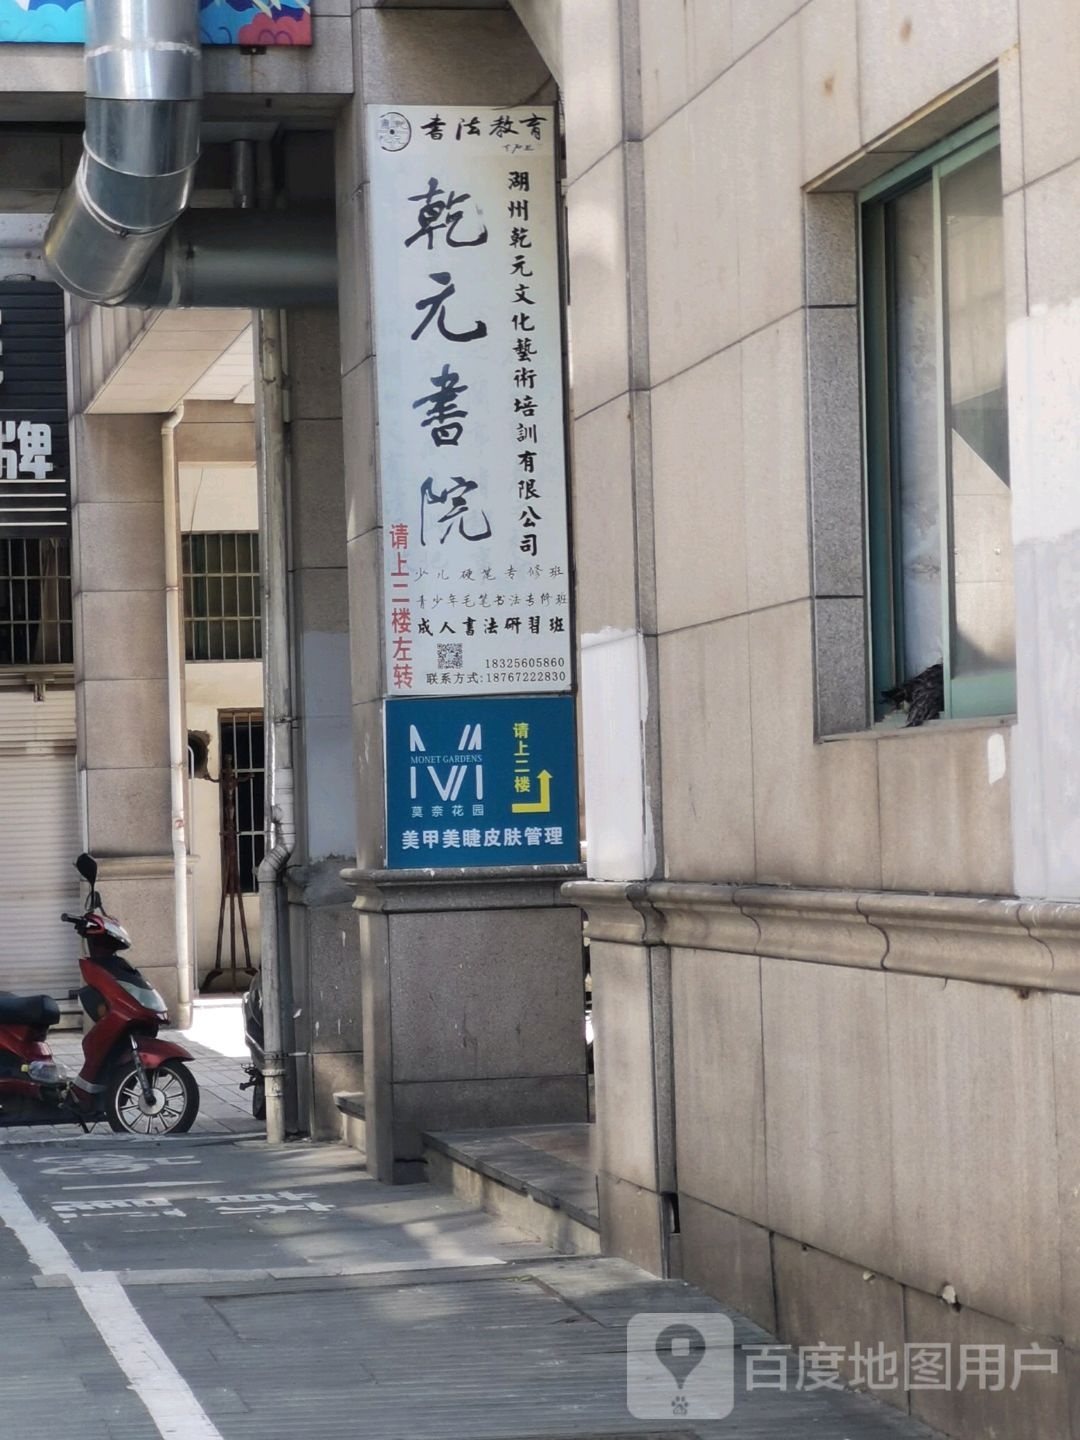 书法教育
湖州乾元文化藝術培訓有限公司
乾元書院
请上二楼左转
少儿硬笔专修班
青少年毛笔书法专修班
成人書法研習班
18325605860
联系方式:18767222830
MONET GARDENS
莫奈花园
请上二楼
美甲美睫皮肤管理
牌
百度地图用户